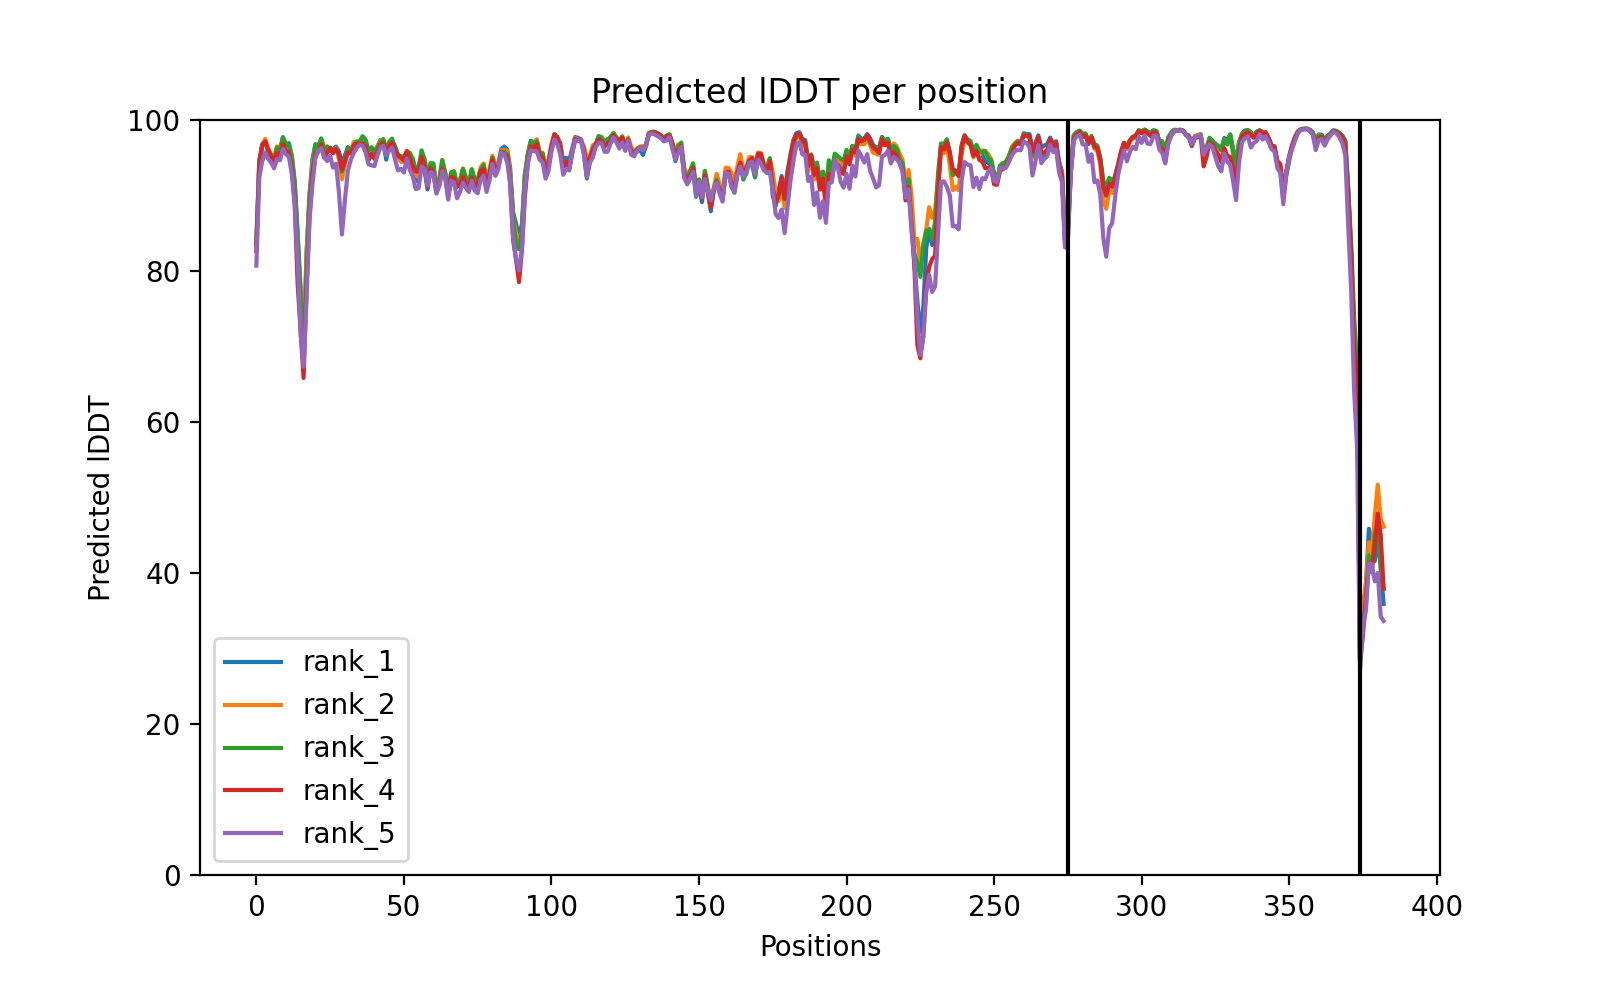 Predicted lDDT per position
100
80
60
40
20
0
Predicted lDDT
rank_1
rank_2
rank_3
rank_4
rank_5
0 50 100 150 200 250 300 350 400
Positions